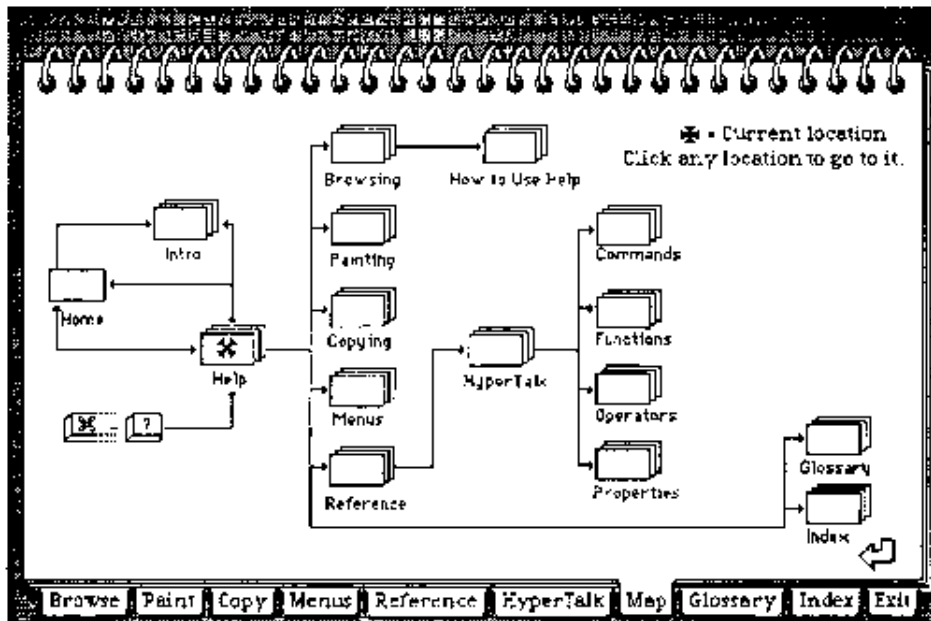 ✠ - Current location
Click any location to go to it.
Browsing
How to Use Help
Intro
Painting
Commands
Home
Copying
HyperTalk
Functions
Help
Menus
Operators
⌘ - ?
Reference
Properties
Glossary
Index
Browse Paint Copy Menus Reference HyperTalk Map Glossary Index Exit